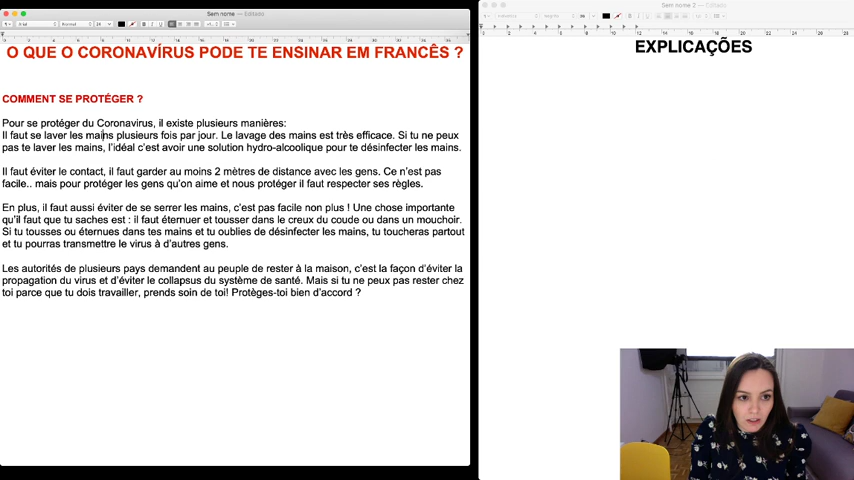 Sem nome — Editado
O QUE O CORONAVÍRUS PODE TE ENSINAR EM FRANCÊS ?
COMMENT SE PROTÉGER ?
Pour se protéger du Coronavirus, il existe plusieurs manières:
Il faut se laver les mains plusieurs fois par jour. Le lavage des mains est très efficace. Si tu ne peux
pas te laver les mains, l'idéal c'est avoir une solution hydro-alcoolique pour te désinfecter les mains.
Il faut éviter le contact, il faut garder au moins 2 mètres de distance avec les gens. Ce n'est pas
facile.. mais pour protéger les gens qu'on aime et nous protéger il faut respecter ses règles.
En plus, il faut aussi éviter de se serrer les mains, c'est pas facile non plus ! Une chose importante
qu'il faut que tu saches est : il faut éternuer et tousser dans le creux du coude ou dans un mouchoir.
Si tu tousses ou éternues dans tes mains et tu oublies de désinfecter les mains, tu toucheras partout
et tu pourras transmettre le virus à d'autres gens.
Les autorités de plusieurs pays demandent au peuple de rester à la maison, c'est la façon d'éviter la
propagation du virus et d'éviter le collapsus du système de santé. Mais si tu ne peux pas rester chez
toi parce que tu dois travailler, prends soin de toi! Protèges-toi bien d'accord ?
Sem nome 2 — Editado
EXPLICAÇÕES